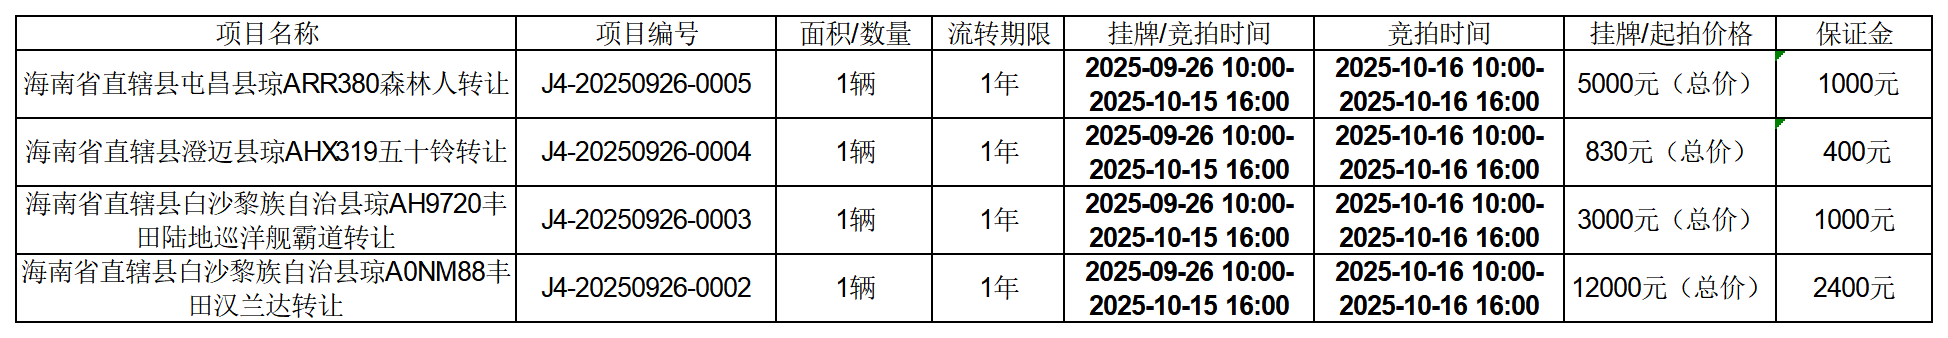 项目名称 项目编号 面积/数量 流转期限 挂牌/竞拍时间 竞拍时间 挂牌/起拍价格 保证金
海南省直辖县屯昌县琼ARR380森林人转让 J4-20250926-0005 1辆 1年 2025-09-26 10:00- 2025-10-16 10:00- 5000元（总价） 1000元
2025-10-15 16:00 2025-10-16 16:00
海南省直辖县澄迈县琼AHX319五十铃转让 J4-20250926-0004 1辆 1年 2025-09-26 10:00- 2025-10-16 10:00- 830元（总价） 400元
2025-10-15 16:00 2025-10-16 16:00
海南省直辖县白沙黎族自治县琼AH9720丰 J4-20250926-0003 1辆 1年 2025-09-26 10:00- 2025-10-16 10:00- 3000元（总价） 1000元
田陆地巡洋舰霸道转让 2025-10-15 16:00 2025-10-16 16:00
海南省直辖县白沙黎族自治县琼A0NM88丰 J4-20250926-0002 1辆 1年 2025-09-26 10:00- 2025-10-16 10:00- 12000元（总价） 2400元
田汉兰达转让 2025-10-15 16:00 2025-10-16 16:00